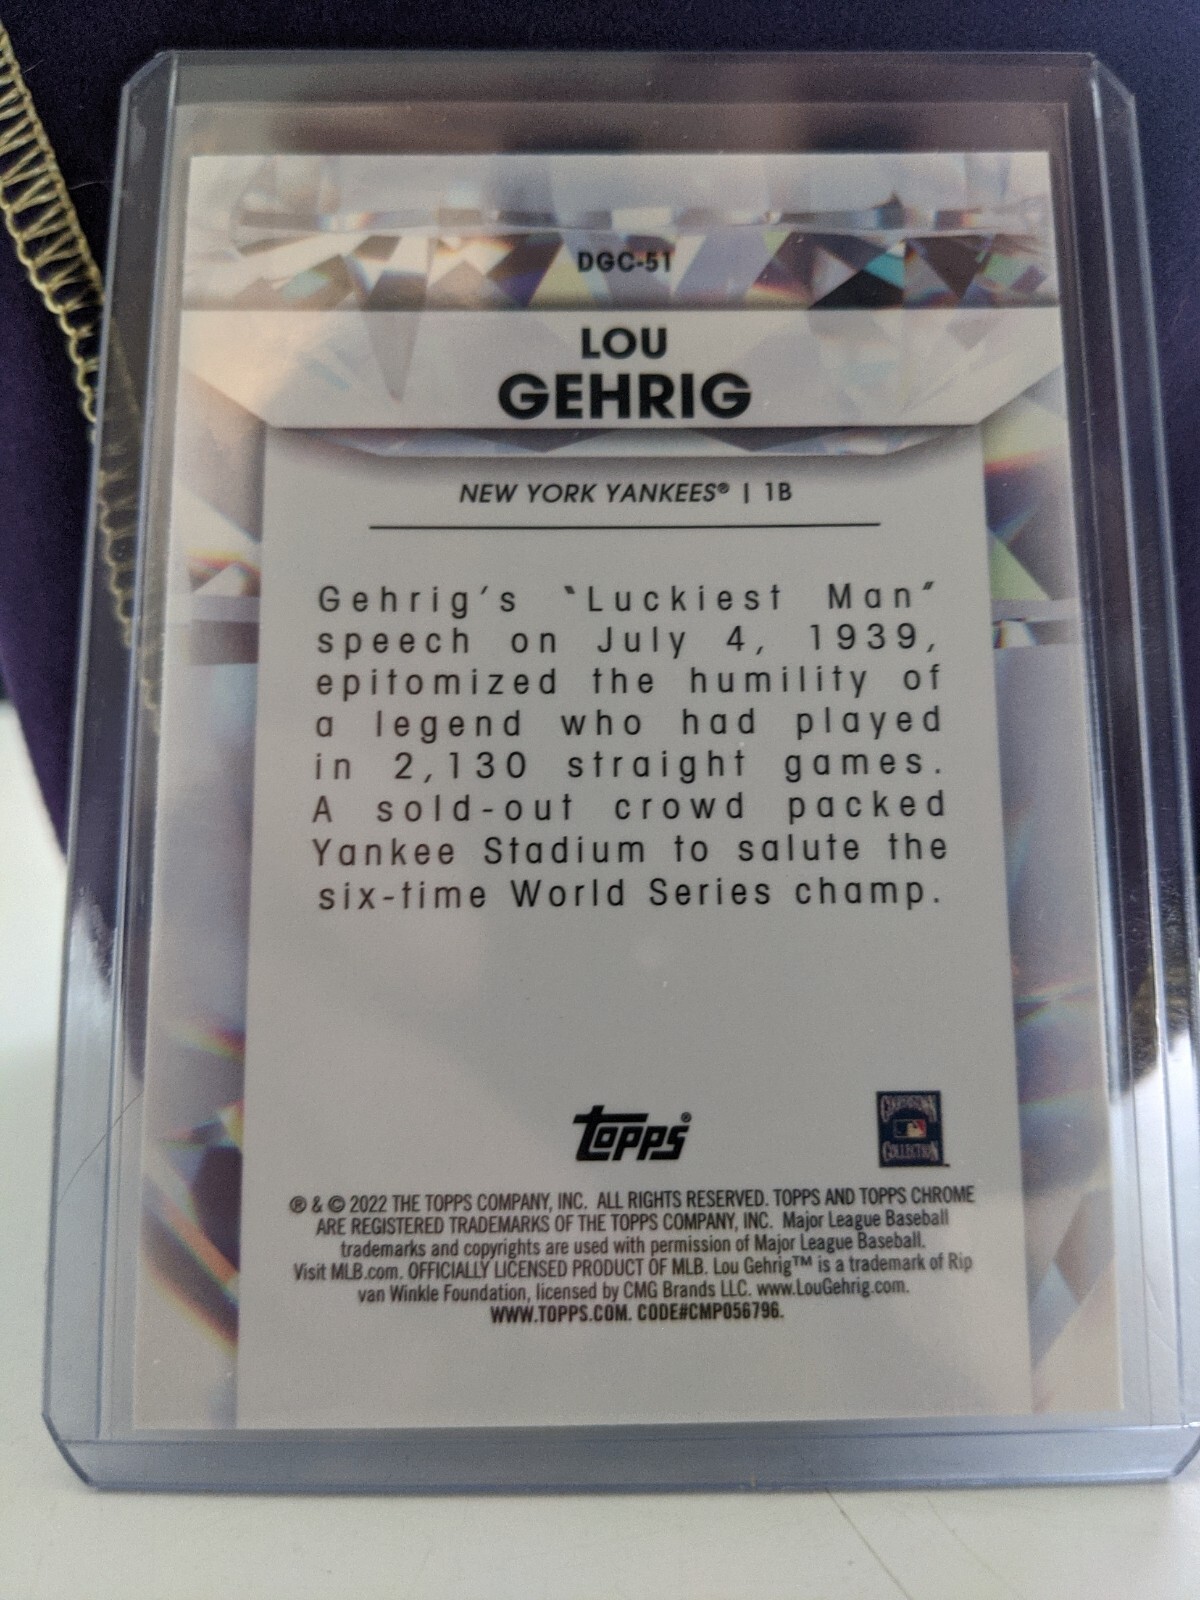 DGC-51
LOU
GEHRIG
NEW YORK YANKEES® | 1B
Gehrig's “Luckiest Man”
speech on July 4, 1939,
epitomized the humility of
a legend who had played
in 2,130 straight games.
A sold-out crowd packed
Yankee Stadium to salute the
six-time World Series champ.
topps®
COOPERSTOWN
COLLECTION™
® & © 2022 THE TOPPS COMPANY, INC. ALL RIGHTS RESERVED. TOPPS AND TOPPS CHROME
ARE REGISTERED TRADEMARKS OF THE TOPPS COMPANY, INC. Major League Baseball
trademarks and copyrights are used with permission of Major League Baseball.
Visit MLB.com. OFFICIALLY LICENSED PRODUCT OF MLB. Lou Gehrig™ is a trademark of Rip
van Winkle Foundation, licensed by CMG Brands LLC. www.LouGehrig.com.
WWW.TOPPS.COM. CODE#CMP056796.